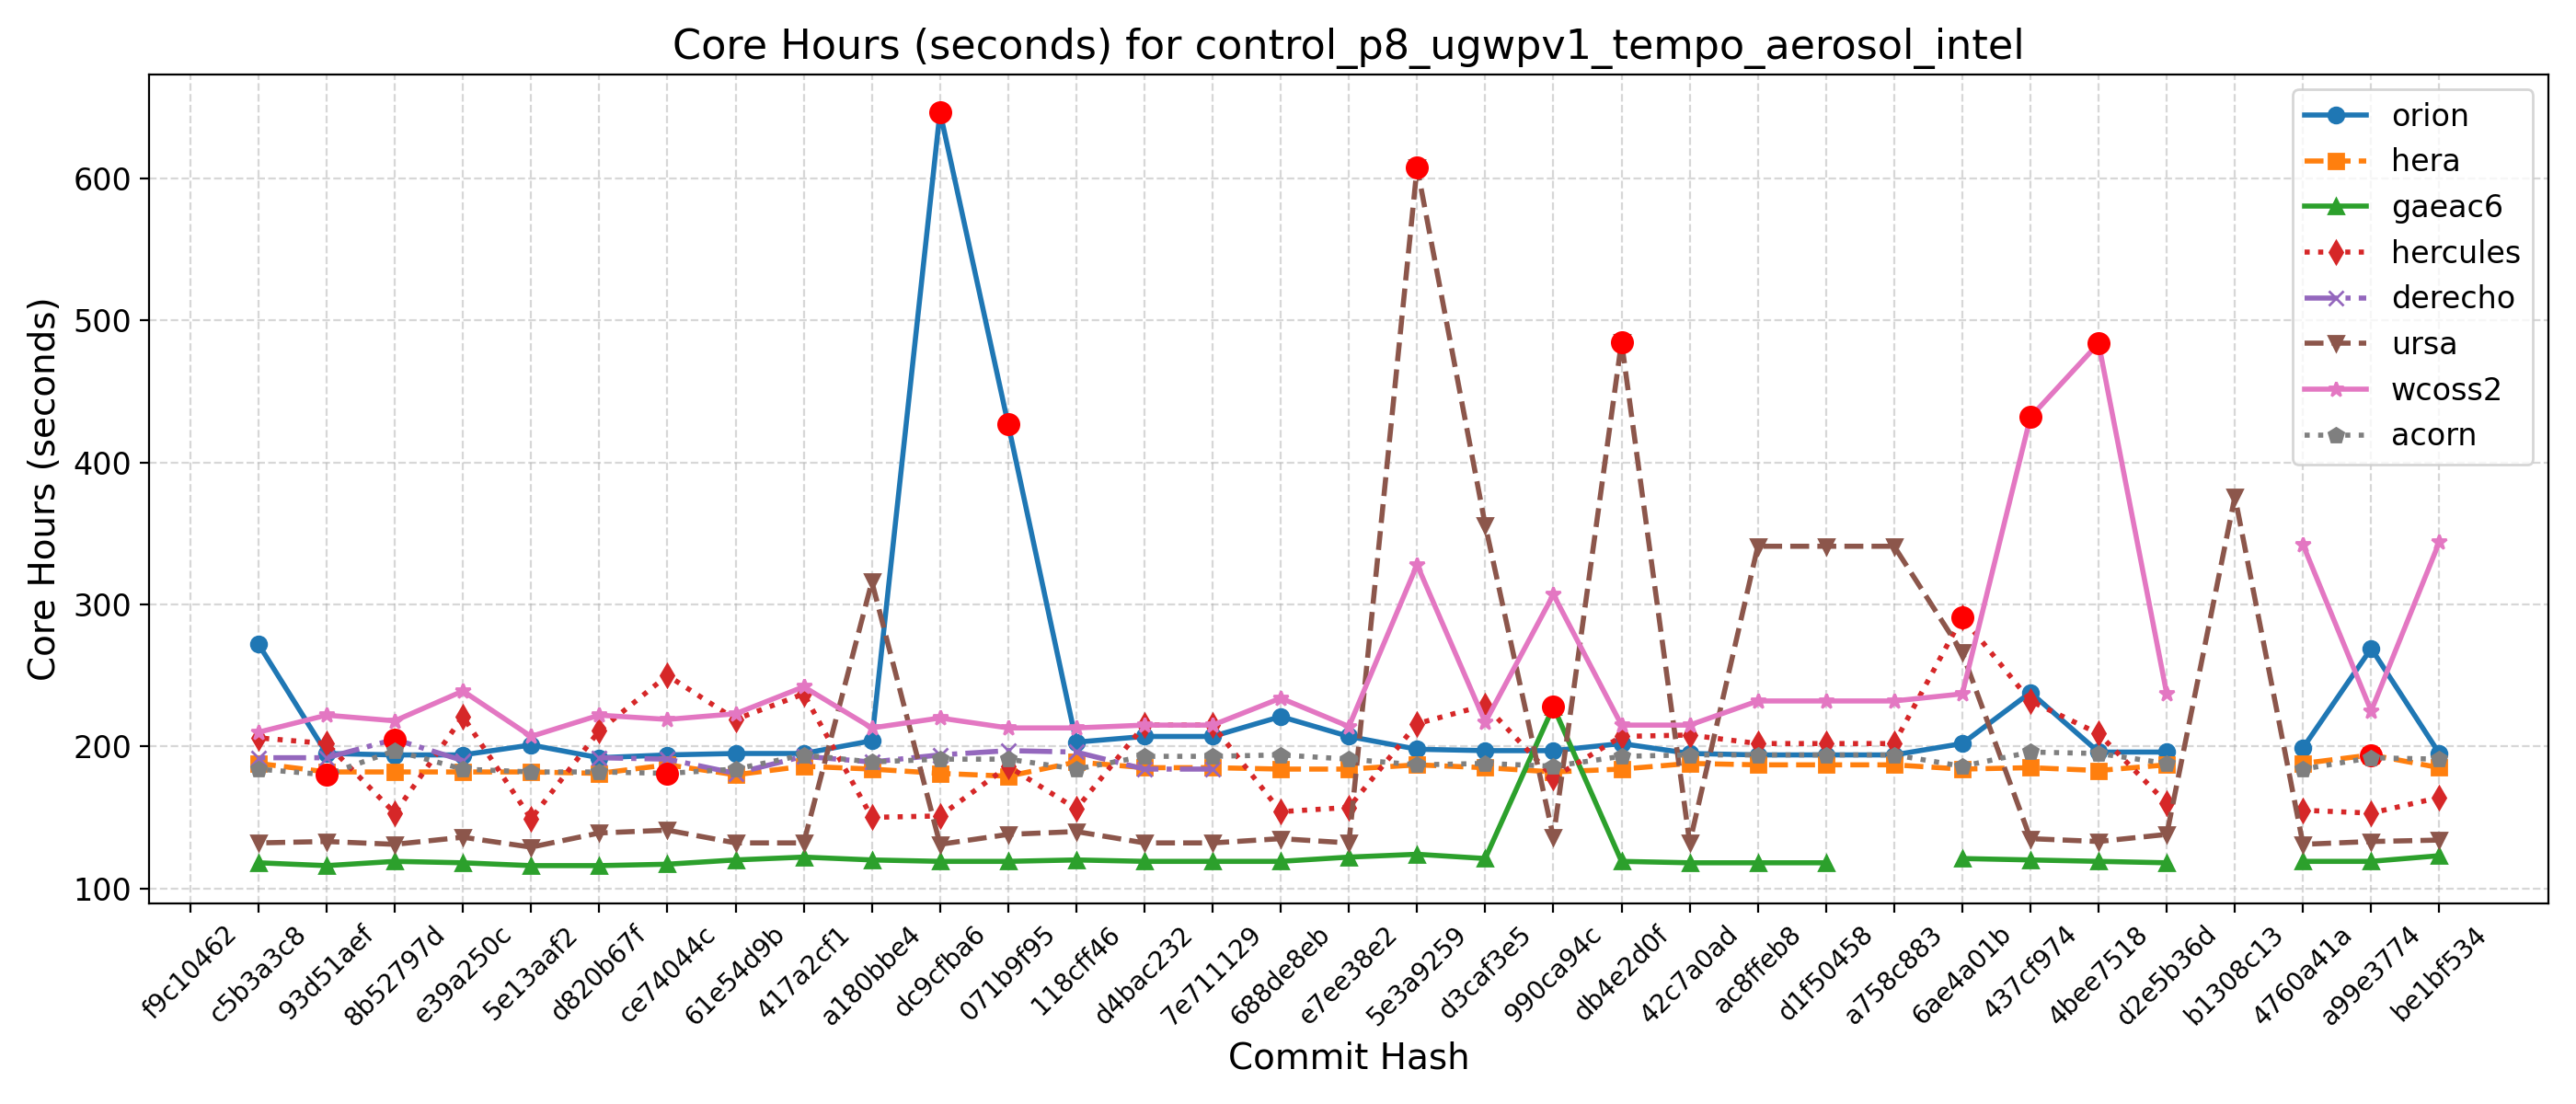 Core Hours (seconds) for control_p8_ugwpv1_tempo_aerosol_intel
Core Hours (seconds)
600
500
400
300
200
100
orion
hera
gaeac6
hercules
derecho
ursa
wcoss2
acorn
f9c10462
c5b3a3c8
93d51aef
8b52797d
e39a250c
5e13aaf2
d820b67f
ce74044c
61e54d9b
417a2cf1
a180bbe4
dc9cfba6
071b9f95
118cff46
d4bac232
7e711129
688de8eb
e7ee38e2
5e3a9259
d3caf3e5
990ca94c
db4e2d0f
42c7a0ad
ac8ffeb8
d1f50458
a758c883
6ae4a01b
437cf974
4bee7518
d2e5b36d
b1308c13
4760a41a
a99e3774
be1bf534
Commit Hash